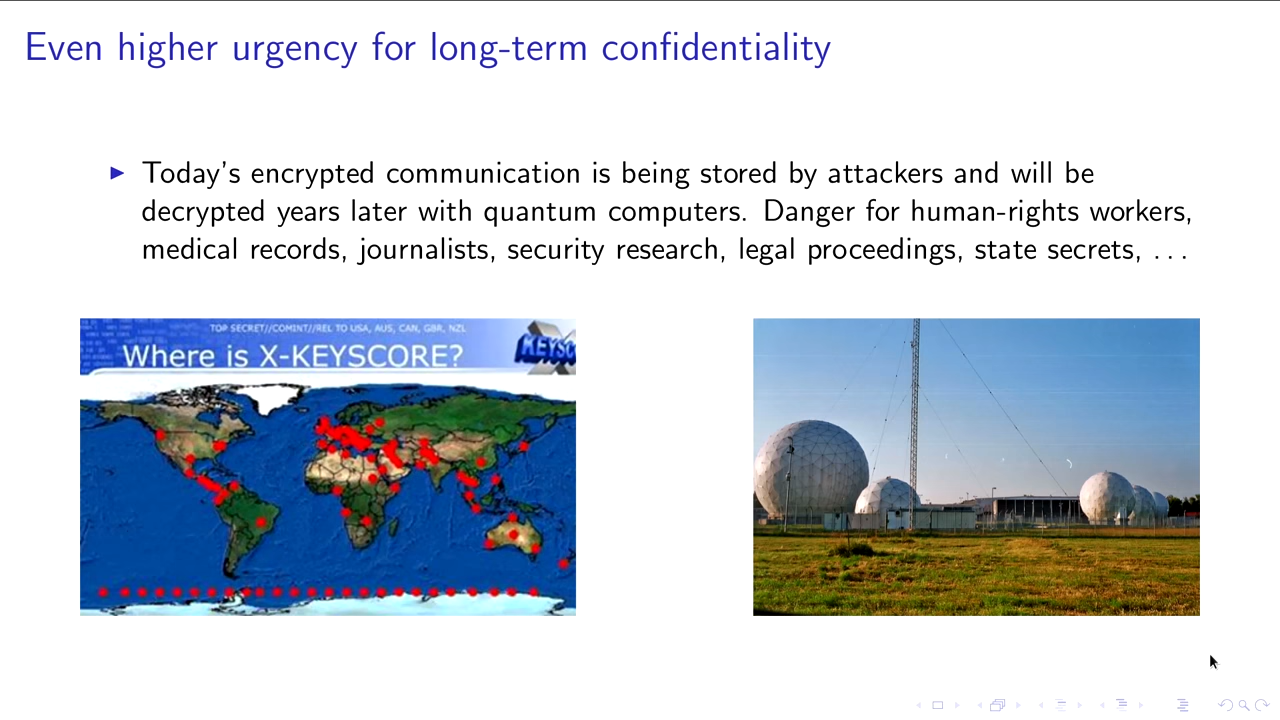 Even higher urgency for long-term confidentiality
▶ Today's encrypted communication is being stored by attackers and will be
decrypted years later with quantum computers. Danger for human-rights workers,
medical records, journalists, security research, legal proceedings, state secrets, . . .
TOP SECRET//COMINT//REL TO USA, AUS, CAN, GBR, NZL
Where is X-KEYSCORE?